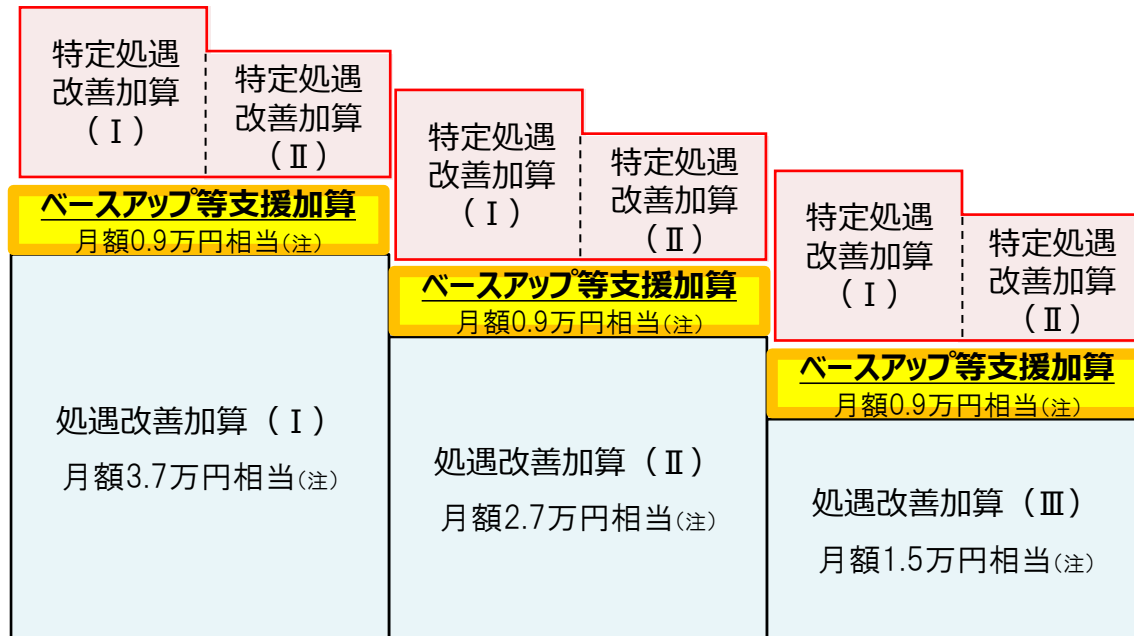 特定処遇
改善加算
（Ⅰ）
特定処遇
改善加算
（Ⅱ）
ベースアップ等支援加算
月額0.9万円相当(注)
処遇改善加算（Ⅰ）
月額3.7万円相当(注)
特定処遇
改善加算
（Ⅰ）
特定処遇
改善加算
（Ⅱ）
ベースアップ等支援加算
月額0.9万円相当(注)
処遇改善加算（Ⅱ）
月額2.7万円相当(注)
特定処遇
改善加算
（Ⅰ）
特定処遇
改善加算
（Ⅱ）
ベースアップ等支援加算
月額0.9万円相当(注)
処遇改善加算（Ⅲ）
月額1.5万円相当(注)